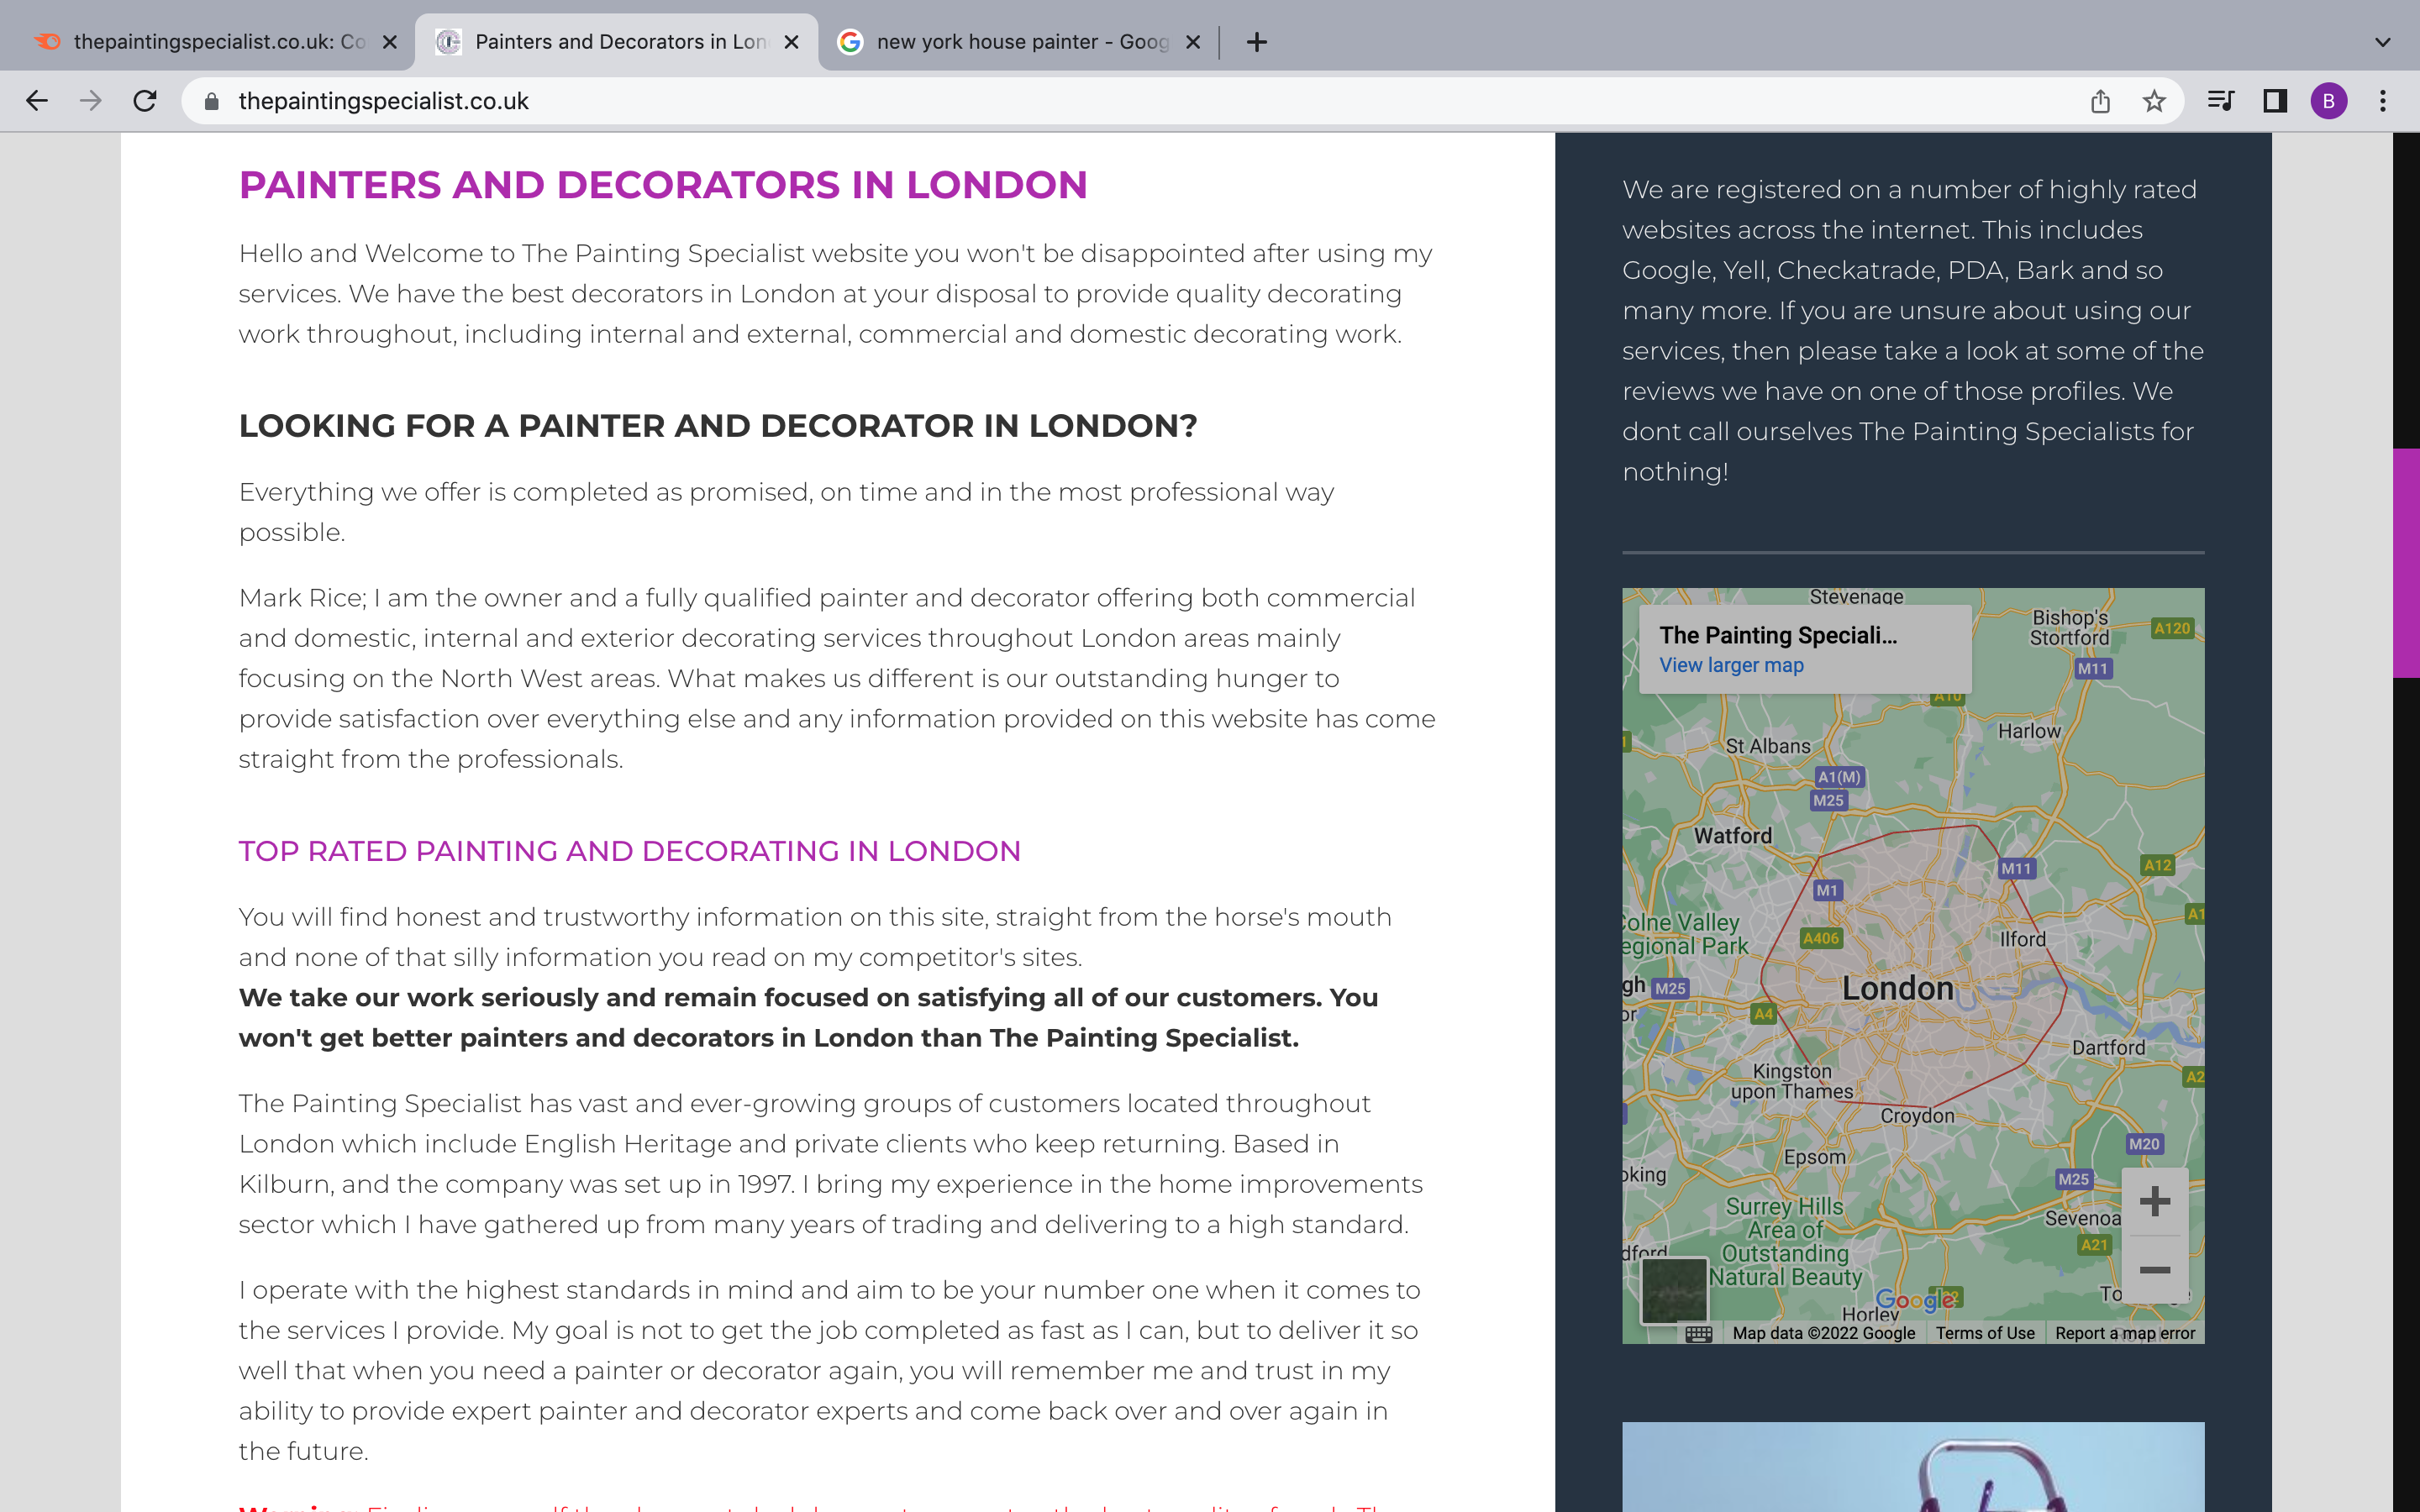 thepaintingspecialist.co.uk: Co
Painters and Decorators in Lon
new york house painter - Goog
thepaintingspecialist.co.uk
B
PAINTERS AND DECORATORS IN LONDON
Hello and Welcome to The Painting Specialist website you won't be disappointed after using my
services. We have the best decorators in London at your disposal to provide quality decorating
work throughout, including internal and external, commercial and domestic decorating work.
LOOKING FOR A PAINTER AND DECORATOR IN LONDON?
Everything we offer is completed as promised, on time and in the most professional way
possible.
Mark Rice; I am the owner and a fully qualified painter and decorator offering both commercial
and domestic, internal and exterior decorating services throughout London areas mainly
focusing on the North West areas. What makes us different is our outstanding hunger to
provide satisfaction over everything else and any information provided on this website has come
straight from the professionals.
TOP RATED PAINTING AND DECORATING IN LONDON
You will find honest and trustworthy information on this site, straight from the horse's mouth
and none of that silly information you read on my competitor's sites.
We take our work seriously and remain focused on satisfying all of our customers. You
won't get better painters and decorators in London than The Painting Specialist.
The Painting Specialist has vast and ever-growing groups of customers located throughout
London which include English Heritage and private clients who keep returning. Based in
Kilburn, and the company was set up in 1997. I bring my experience in the home improvements
sector which I have gathered up from many years of trading and delivering to a high standard.
I operate with the highest standards in mind and aim to be your number one when it comes to
the services I provide. My goal is not to get the job completed as fast as I can, but to deliver it so
well that when you need a painter or decorator again, you will remember me and trust in my
ability to provide expert painter and decorator experts and come back over and over again in
the future.
We are registered on a number of highly rated
websites across the internet. This includes
Google, Yell, Checkatrade, PDA, Bark and so
many more. If you are unsure about using our
services, then please take a look at some of the
reviews we have on one of those profiles. We
dont call ourselves The Painting Specialists for
nothing!
Stevenage
The Painting Speciali...
View larger map
Bishop's
Stortford
A120
M11
A10
Harlow
St Albans
A1(M)
M25
Watford
M11
A12
M1
A1
Colne Valley
Regional Park
A406
Ilford
gh
M25
London
or
A4
Dartford
Kingston
upon Thames
A2
Croydon
M20
Epsom
oking
M25
Surrey Hills
Area of
Outstanding
Natural Beauty
Sevenoa
A21
dford
To
Google
Horley
Map data ©2022 Google
Terms of Use
Report a map error